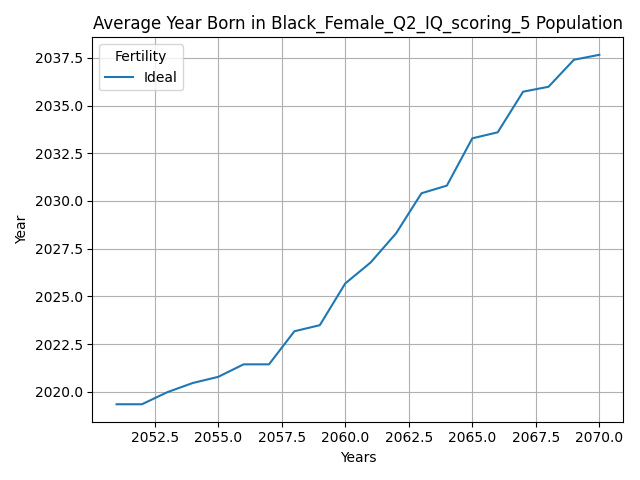 Average Year Born in Black_Female_Q2_IQ_scoring_5 Population
Fertility
Ideal
2037.5
2035.0
2032.5
2030.0
2027.5
2025.0
2022.5
2020.0
Year
2052.5 2055.0 2057.5 2060.0 2062.5 2065.0 2067.5 2070.0
Years